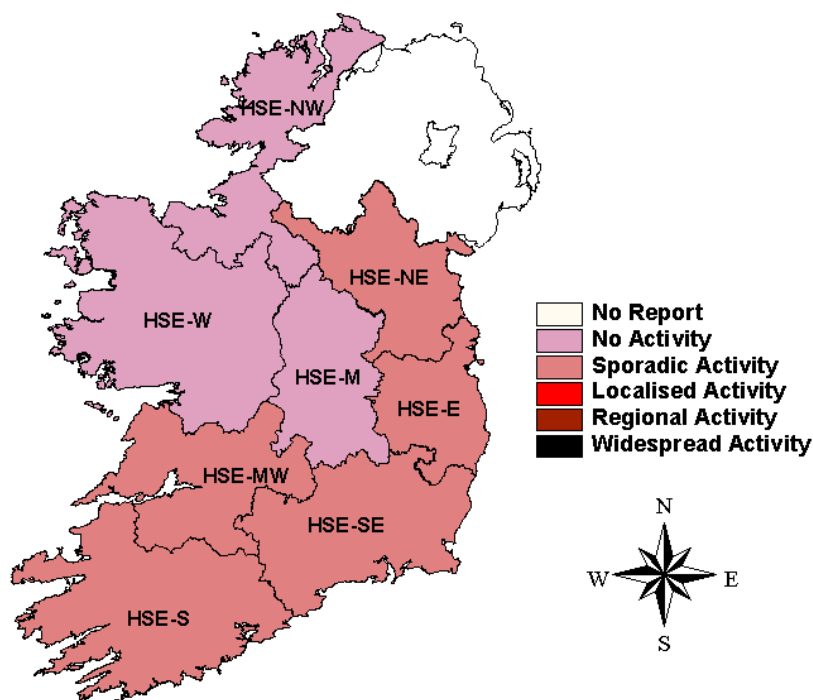 HSE-NW
HSE-NE
HSE-W
HSE-M
HSE-E
HSE-MW
HSE-SE
HSE-S
No Report
No Activity
Sporadic Activity
Localised Activity
Regional Activity
Widespread Activity
N
W E
S